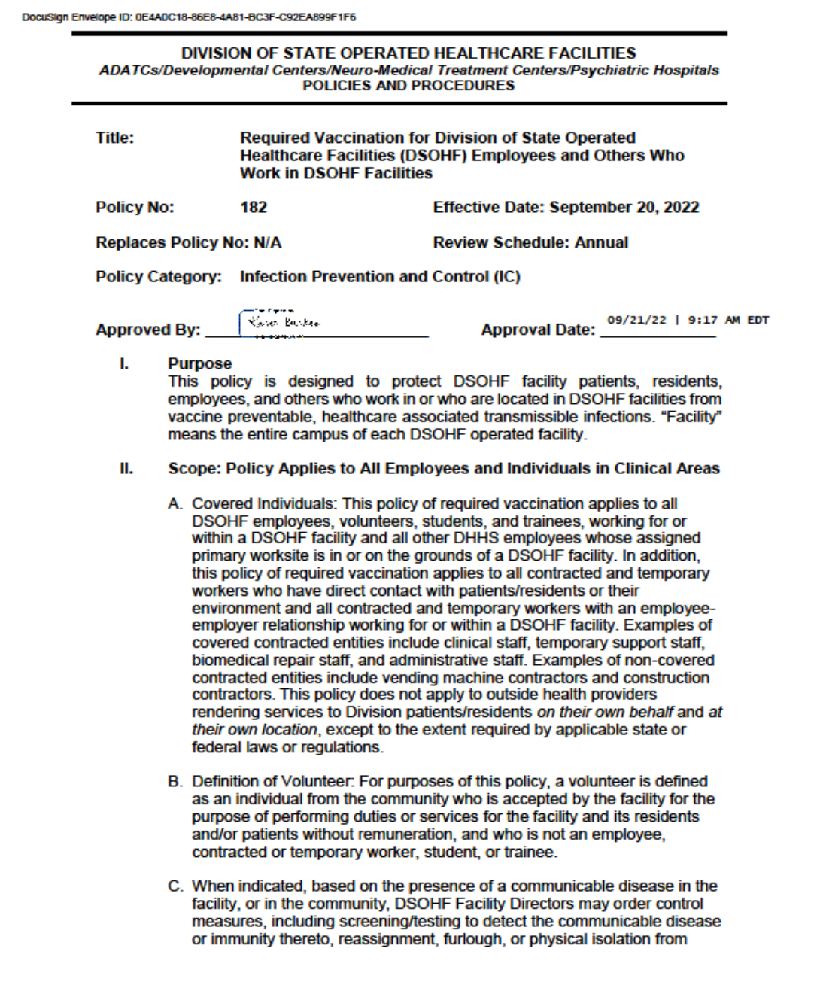 DocuSign Envelope ID: 0E4A0C18-86E8-4A81-BC3F-C92EA899F1F6
DIVISION OF STATE OPERATED HEALTHCARE FACILITIES
ADATCs/Developmental Centers/Neuro-Medical Treatment Centers/Psychiatric Hospitals
POLICIES AND PROCEDURES
Title: Required Vaccination for Division of State Operated
Healthcare Facilities (DSOHF) Employees and Others Who
Work in DSOHF Facilities
Policy No: 182 Effective Date: September 20, 2022
Replaces Policy No: N/A Review Schedule: Annual
Policy Category: Infection Prevention and Control (IC)
Approved By: Approval Date: 09/21/22 | 9:17 AM EDT
I. Purpose
This policy is designed to protect DSOHF facility patients, residents,
employees, and others who work in or who are located in DSOHF facilities from
vaccine preventable, healthcare associated transmissible infections. “Facility”
means the entire campus of each DSOHF operated facility.
II. Scope: Policy Applies to All Employees and Individuals in Clinical Areas
A. Covered Individuals: This policy of required vaccination applies to all
DSOHF employees, volunteers, students, and trainees, working for or
within a DSOHF facility and all other DHHS employees whose assigned
primary worksite is in or on the grounds of a DSOHF facility. In addition,
this policy of required vaccination applies to all contracted and temporary
workers who have direct contact with patients/residents or their
environment and all contracted and temporary workers with an employee-
employer relationship working for or within a DSOHF facility. Examples of
covered contracted entities include clinical staff, temporary support staff,
biomedical repair staff, and administrative staff. Examples of non-covered
contracted entities include vending machine contractors and construction
contractors. This policy does not apply to outside health providers
rendering services to Division patients/residents on their own behalf and at
their own location, except to the extent required by applicable state or
federal laws or regulations.
B. Definition of Volunteer: For purposes of this policy, a volunteer is defined
as an individual from the community who is accepted by the facility for the
purpose of performing duties or services for the facility and its residents
and/or patients without remuneration, and who is not an employee,
contracted or temporary worker, student, or trainee.
C. When indicated, based on the presence of a communicable disease in the
facility, or in the community, DSOHF Facility Directors may order control
measures, including screening/testing to detect the communicable disease
or immunity thereto, reassignment, furlough, or physical isolation from